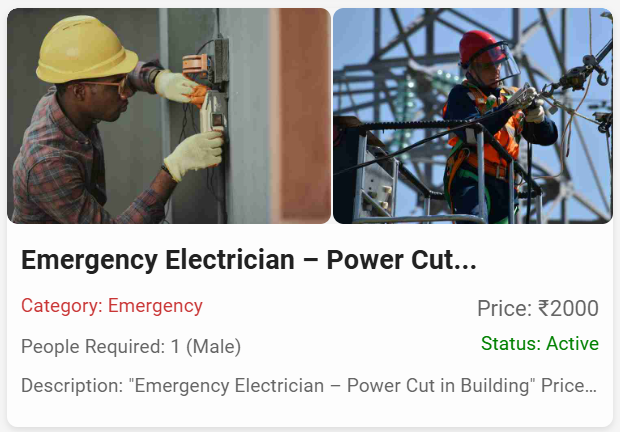 Emergency Electrician – Power Cut...
Category: Emergency
Price: ₹2000
People Required: 1 (Male)
Status: Active
Description: "Emergency Electrician – Power Cut in Building" Price...